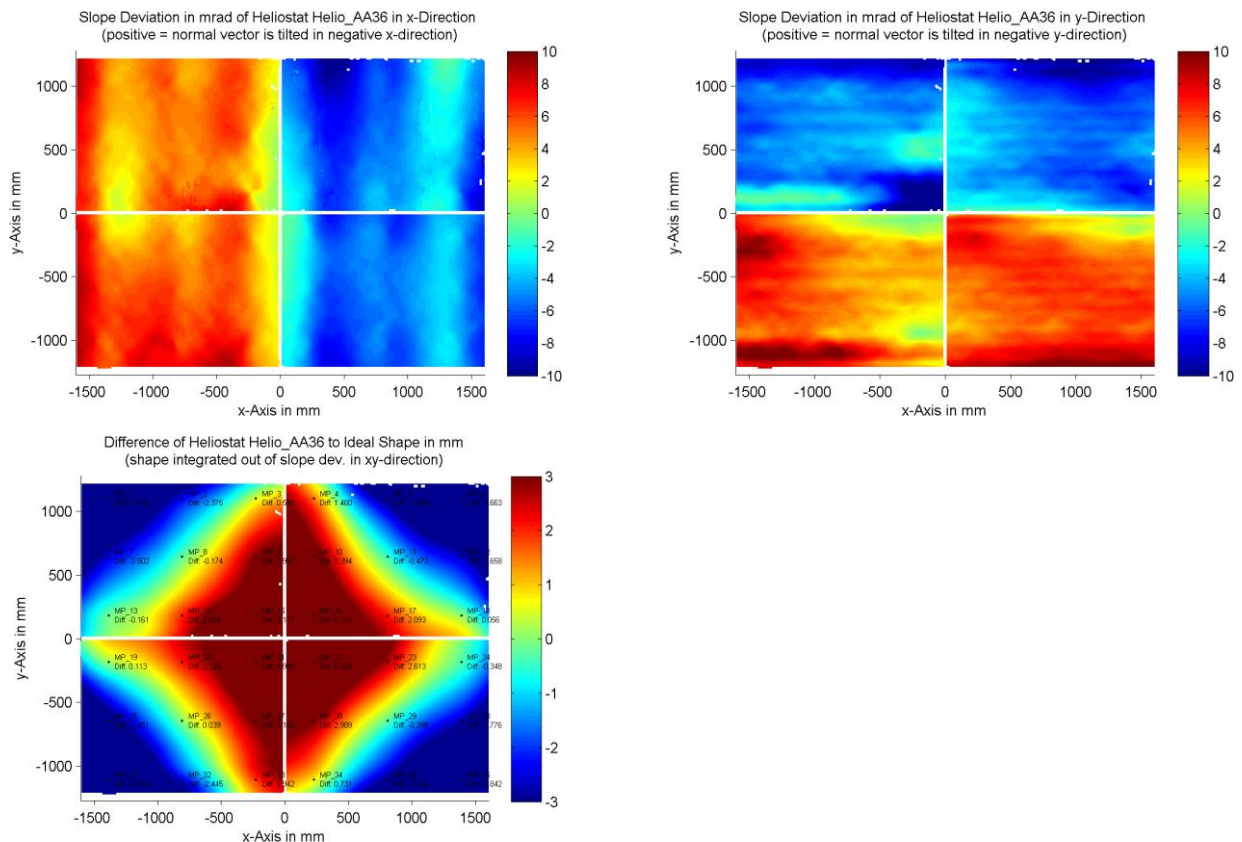 Slope Deviation in mrad of Heliostat Helio_AA36 in x-Direction
(positive = normal vector is tilted in negative x-direction)
y-Axis in mm
1000
500
0
-500
-1000
-1500
-1000
-500
0
500
1000
1500
x-Axis in mm
10
8
6
4
2
0
-2
-4
-6
-8
-10
Slope Deviation in mrad of Heliostat Helio_AA36 in y-Direction
(positive = normal vector is tilted in negative y-direction)
y-Axis in mm
1000
500
0
-500
-1000
-1500
-1000
-500
0
500
1000
1500
x-Axis in mm
10
8
6
4
2
0
-2
-4
-6
-8
-10
Difference of Heliostat Helio_AA36 to Ideal Shape in mm
(shape integrated out of slope dev. in xy-direction)
y-Axis in mm
1000
500
0
-500
-1000
MP_3
MP_4
Diff: -2.375
Diff: 1.460
MP_8
MP_10
Diff: -2.602
Diff: -0.174
Diff: -0.473
MP_13
MP_17
Diff: -0.161
Diff: 2.093
MP_19
MP_23
MP_24
Diff: 0.113
Diff: 2.613
Diff: -0.348
MP_26
Diff: 0.039
Diff: 2.989
MP_32
MP_34
Diff: -2.445
Diff: 0.731
-1500
-1000
-500
0
500
1000
1500
x-Axis in mm
3
2
1
0
-1
-2
-3